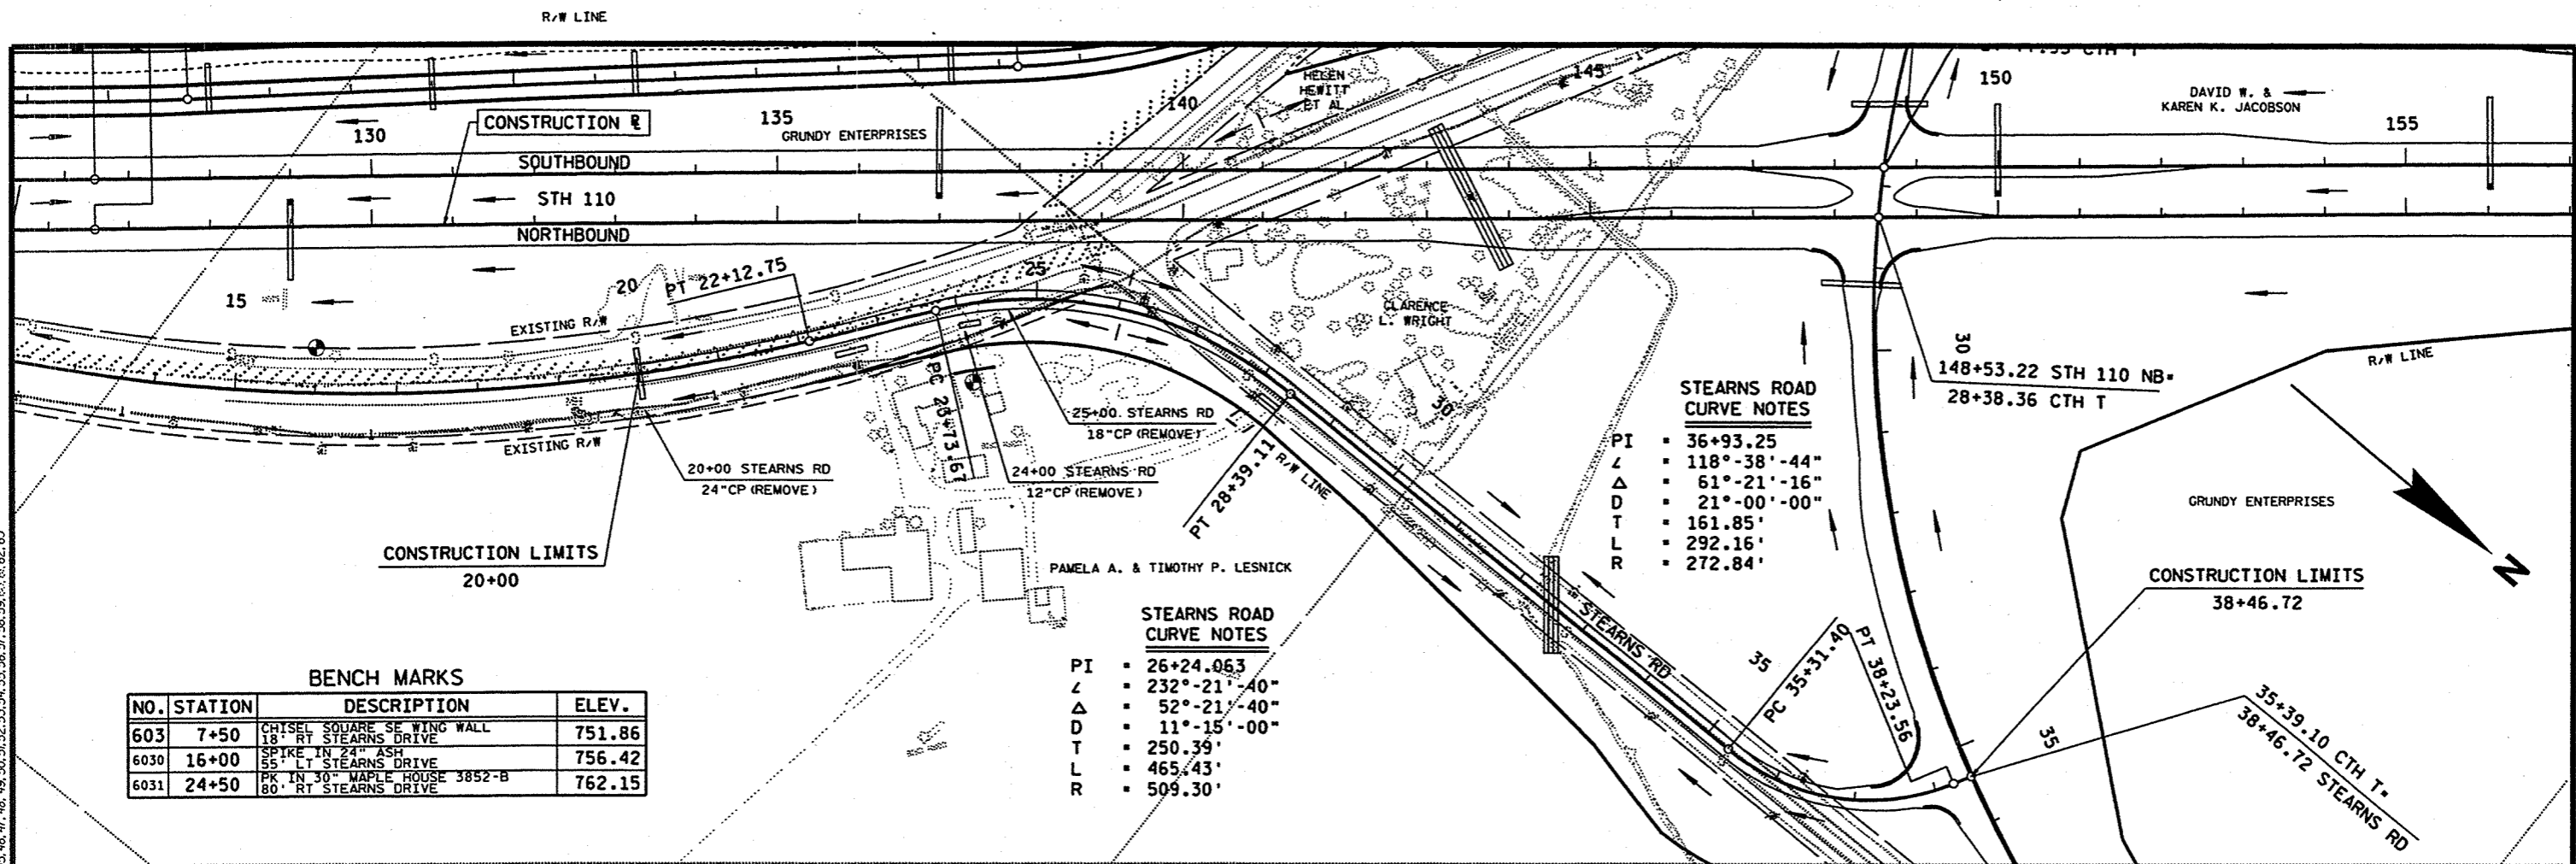 R/W LINE
HELEN
HEWITT
ET AL
145
150
DAVID W. &
KAREN K. JACOBSON
155
140
135
GRUNDY ENTERPRISES
130
CONSTRUCTION ℞
SOUTHBOUND
STH 110
NORTHBOUND
15
20
PT 22+12.75
25
EXISTING R/W
EXISTING R/W
CLARENCE
L. WRIGHT
30
148+53.22 STH 110 NB=
28+38.36 CTH T
R/W LINE
PC 23+73.67
25+00 STEARNS RD
18"CP (REMOVE)
20+00 STEARNS RD
24"CP (REMOVE)
24+00 STEARNS RD
12"CP (REMOVE)
PT 28+39.11
R/W LINE
30
STEARNS ROAD
CURVE NOTES
PI = 36+93.25
∠ = 118°-38'-44"
Δ = 61°-21'-16"
D = 21°-00'-00"
T = 161.85'
L = 292.16'
R = 272.84'
GRUNDY ENTERPRISES
N
CONSTRUCTION LIMITS
20+00
PAMELA A. & TIMOTHY P. LESNICK
CONSTRUCTION LIMITS
38+46.72
STEARNS RD
35
PC 35+31.40
PT 38+23.56
35
35+39.10 CTH T=
38+46.72 STEARNS RD
STEARNS ROAD
CURVE NOTES
PI = 26+24.063
∠ = 232°-21'-40"
Δ = 52°-21'-40"
D = 11°-15'-00"
T = 250.39'
L = 465.43'
R = 509.30'
BENCH MARKS
NO. STATION DESCRIPTION ELEV.
603 7+50 CHISEL SQUARE SE WING WALL 751.86
18' RT STEARNS DRIVE
6030 16+00 SPIKE IN 24" ASH 756.42
55' LT STEARNS DRIVE
6031 24+50 PK IN 30" MAPLE HOUSE 3852-B 762.15
80' RT STEARNS DRIVE